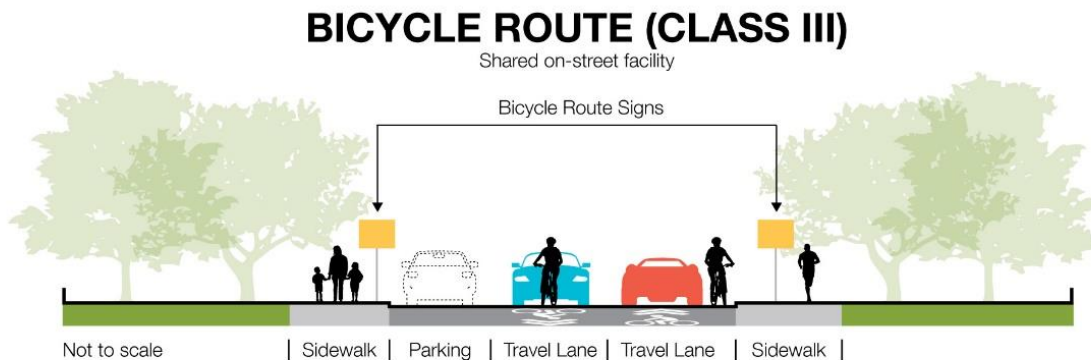 BICYCLE ROUTE (CLASS III)
Shared on-street facility
Bicycle Route Signs
Not to scale
Sidewalk
Parking
Travel Lane
Travel Lane
Sidewalk